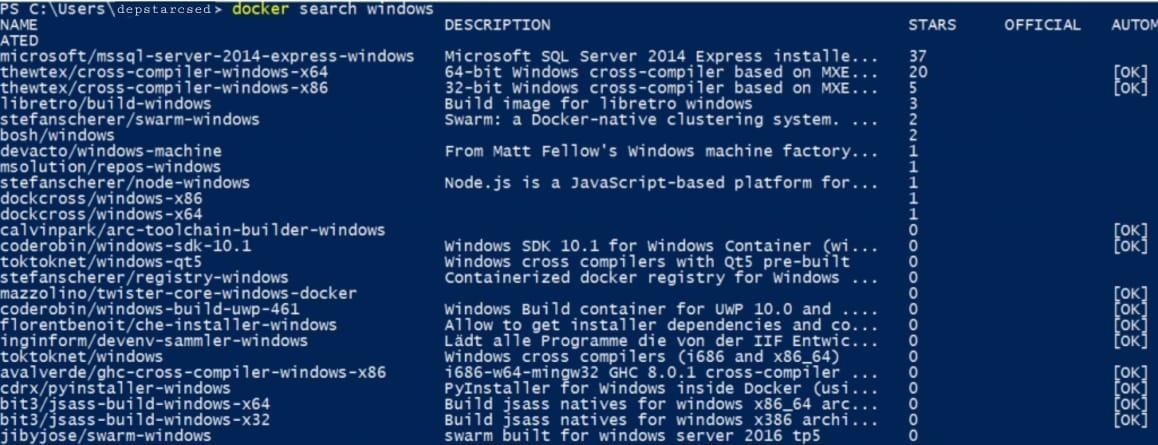 PS C:\Users\depstarcsed> docker search windows
NAME DESCRIPTION STARS OFFICIAL AUTOM
ATED
microsoft/mssql-server-2014-express-windows Microsoft SQL Server 2014 Express installe... 37
thewtex/cross-compiler-windows-x64 64-bit Windows cross-compiler based on MXE... 20 [OK]
thewtex/cross-compiler-windows-x86 32-bit Windows cross-compiler based on MXE... 5 [OK]
libretro/build-windows Build image for libretro windows 3
stefanscherer/swarm-windows Swarm: a Docker-native clustering system. ... 2
bosh/windows 2
devacto/windows-machine From Matt Fellow's Windows machine factory... 1
msolution/repos-windows 1
stefanscherer/node-windows Node.js is a JavaScript-based platform for... 1
dockcross/windows-x86 1
dockcross/windows-x64 1
calvinpark/arc-toolchain-builder-windows 0 [OK]
coderobin/windows-sdk-10.1 Windows SDK 10.1 for Windows Container (wi... 0 [OK]
toktoknet/windows-qt5 Windows cross compilers with Qt5 pre-built 0
stefanscherer/registry-windows Containerized docker registry for Windows ... 0
mazzolino/twister-core-windows-docker 0 [OK]
coderobin/windows-build-uwp-461 Windows Build container for UWP 10.0 and .... 0 [OK]
florentbenoit/che-installer-windows Allow to get installer dependencies and co... 0 [OK]
inginform/devenv-sammler-windows Lädt alle Programme die von der IIF Entwic... 0 [OK]
toktoknet/windows Windows cross compilers (i686 and x86_64) 0
avalverde/ghc-cross-compiler-windows-x86 i686-w64-mingw32 GHC 8.0.1 cross-compiler ... 0 [OK]
cdrx/pyinstaller-windows PyInstaller for Windows inside Docker (usi... 0 [OK]
bit3/jsass-build-windows-x64 Build jsass natives for windows x86_64 arc... 0 [OK]
bit3/jsass-build-windows-x32 Build jsass natives for windows x386 archi... 0 [OK]
jibyjose/swarm-windows swarm built for windows server 2016 tp5 0